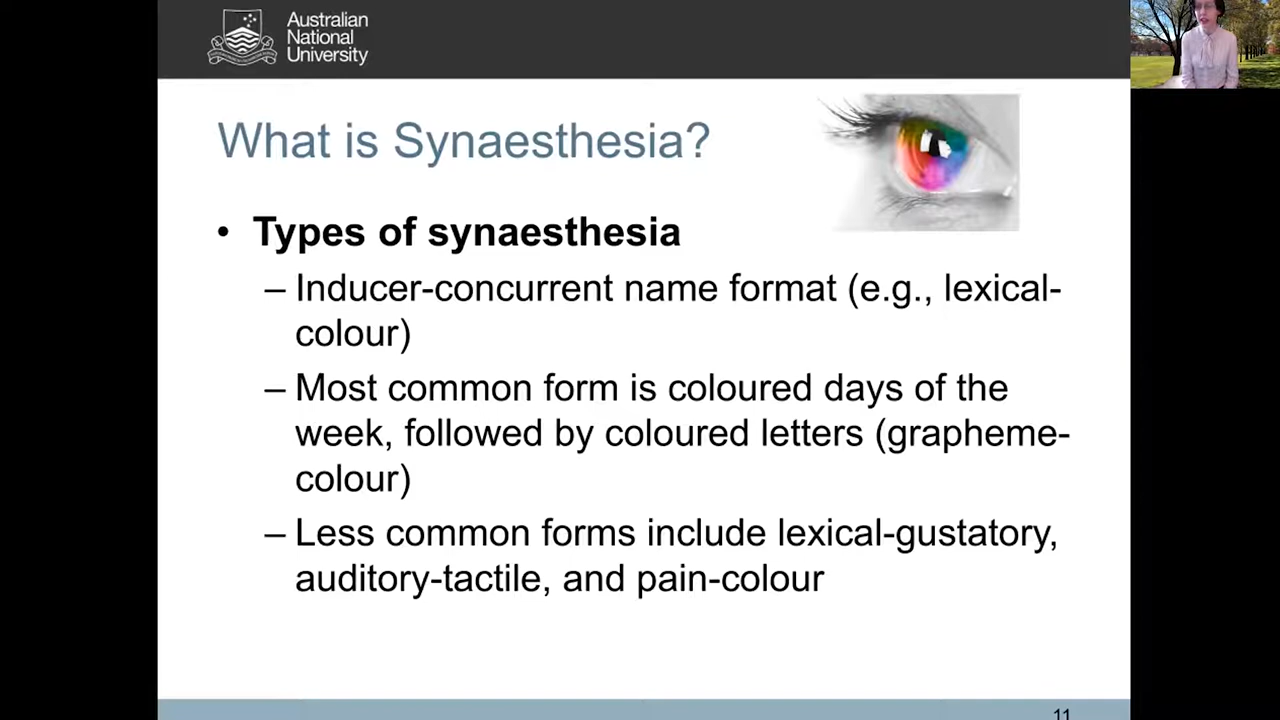 Australian
National
University
What is Synaesthesia?
• Types of synaesthesia
– Inducer-concurrent name format (e.g., lexical-
colour)
– Most common form is coloured days of the
week, followed by coloured letters (grapheme-
colour)
– Less common forms include lexical-gustatory,
auditory-tactile, and pain-colour
11